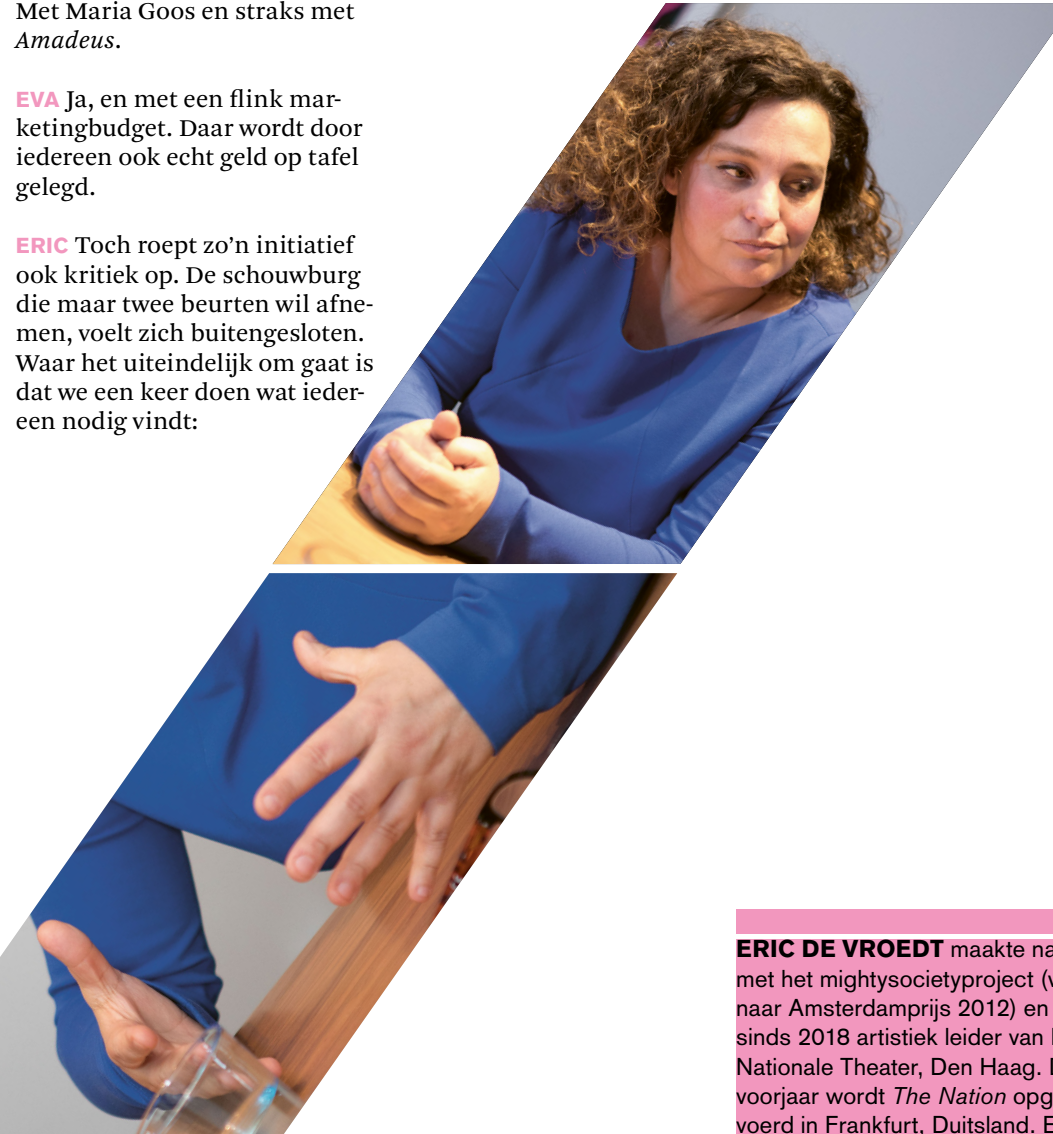 Met Maria Goos en straks met
Amadeus.
EVA Ja, en met een flink mar-
ketingbudget. Daar wordt door
iedereen ook echt geld op tafel
gelegd.
ERIC Toch roept zo'n initiatief
ook kritiek op. De schouwburg
die maar twee beurten wil afne-
men, voelt zich buitengesloten.
Waar het uiteindelijk om gaat is
dat we een keer doen wat ieder-
een nodig vindt:
ERIC DE VROEDT maakte
met het mightysocietyproject
naar Amsterdamprijs 2012) en
sinds 2018 artistiek leider van
Nationale Theater, Den Haag.
voorjaar wordt The Nation
voerd in Frankfurt, Duitsland.